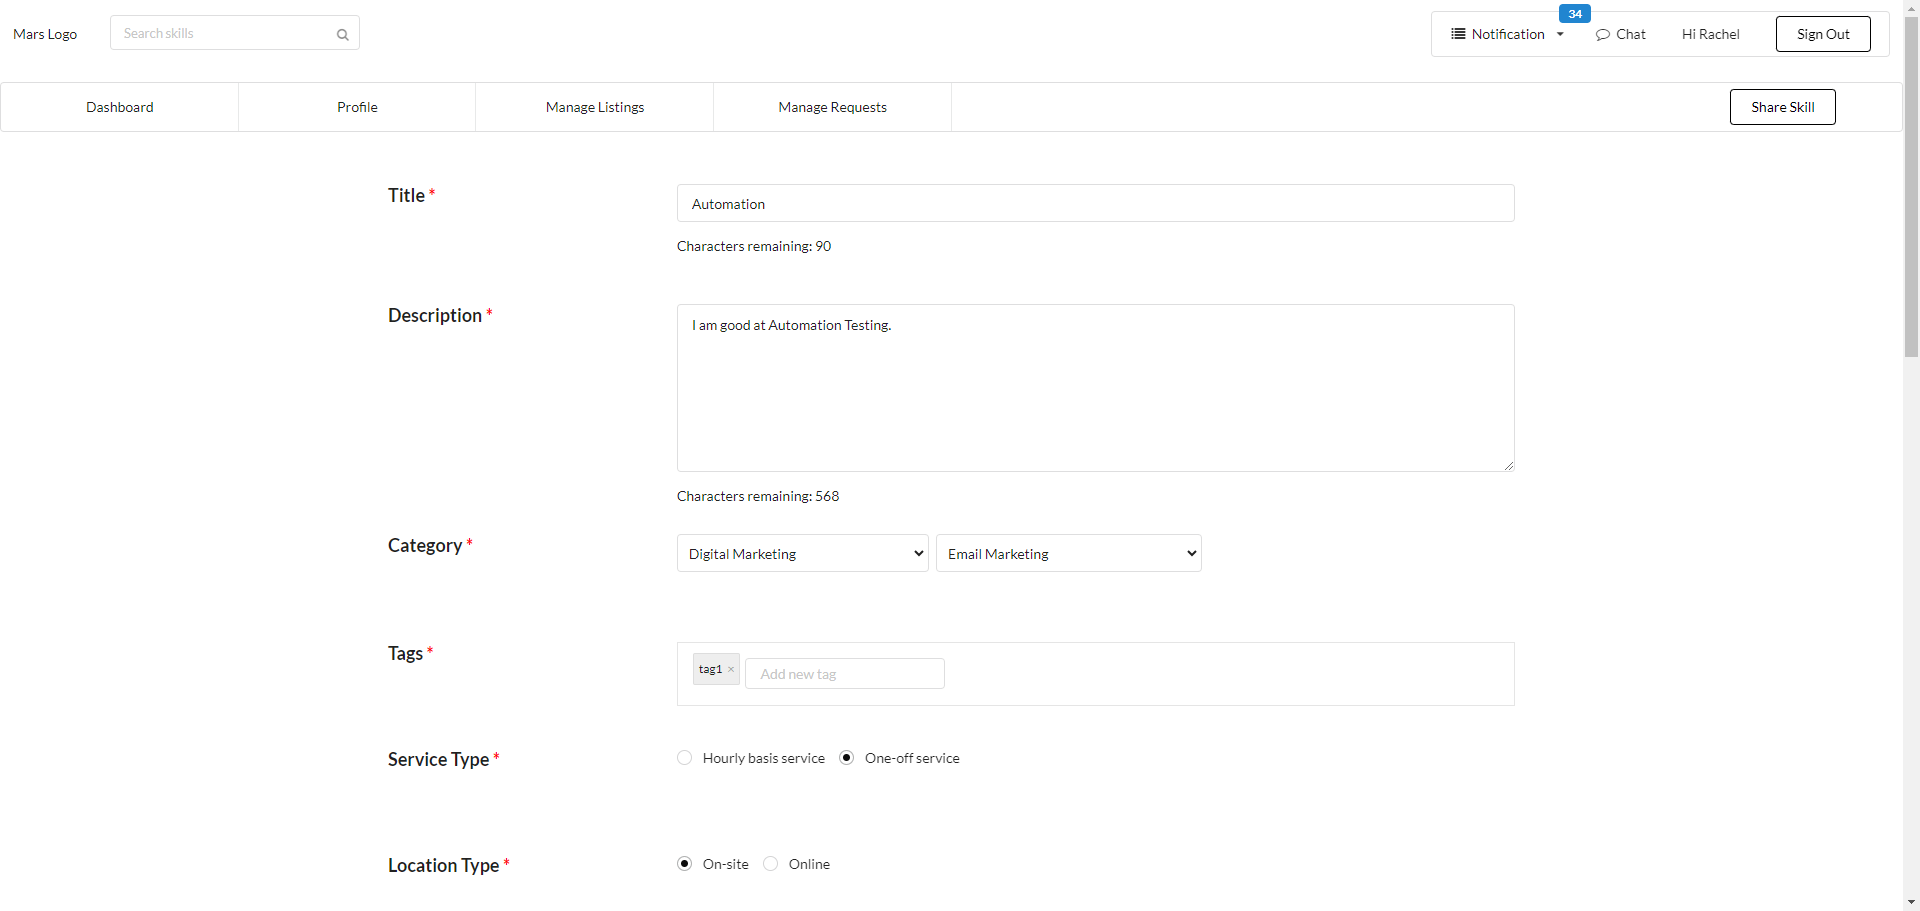 Mars Logo
Search skills
34
Notification
Chat
Hi Rachel
Sign Out
Dashboard
Profile
Manage Listings
Manage Requests
Share Skill
Title *
Automation
Characters remaining: 90
Description *
I am good at Automation Testing.
Characters remaining: 568
Category *
Digital Marketing
Email Marketing
Tags *
tag1 ×
Add new tag
Service Type *
Hourly basis service
One-off service
Location Type *
On-site
Online